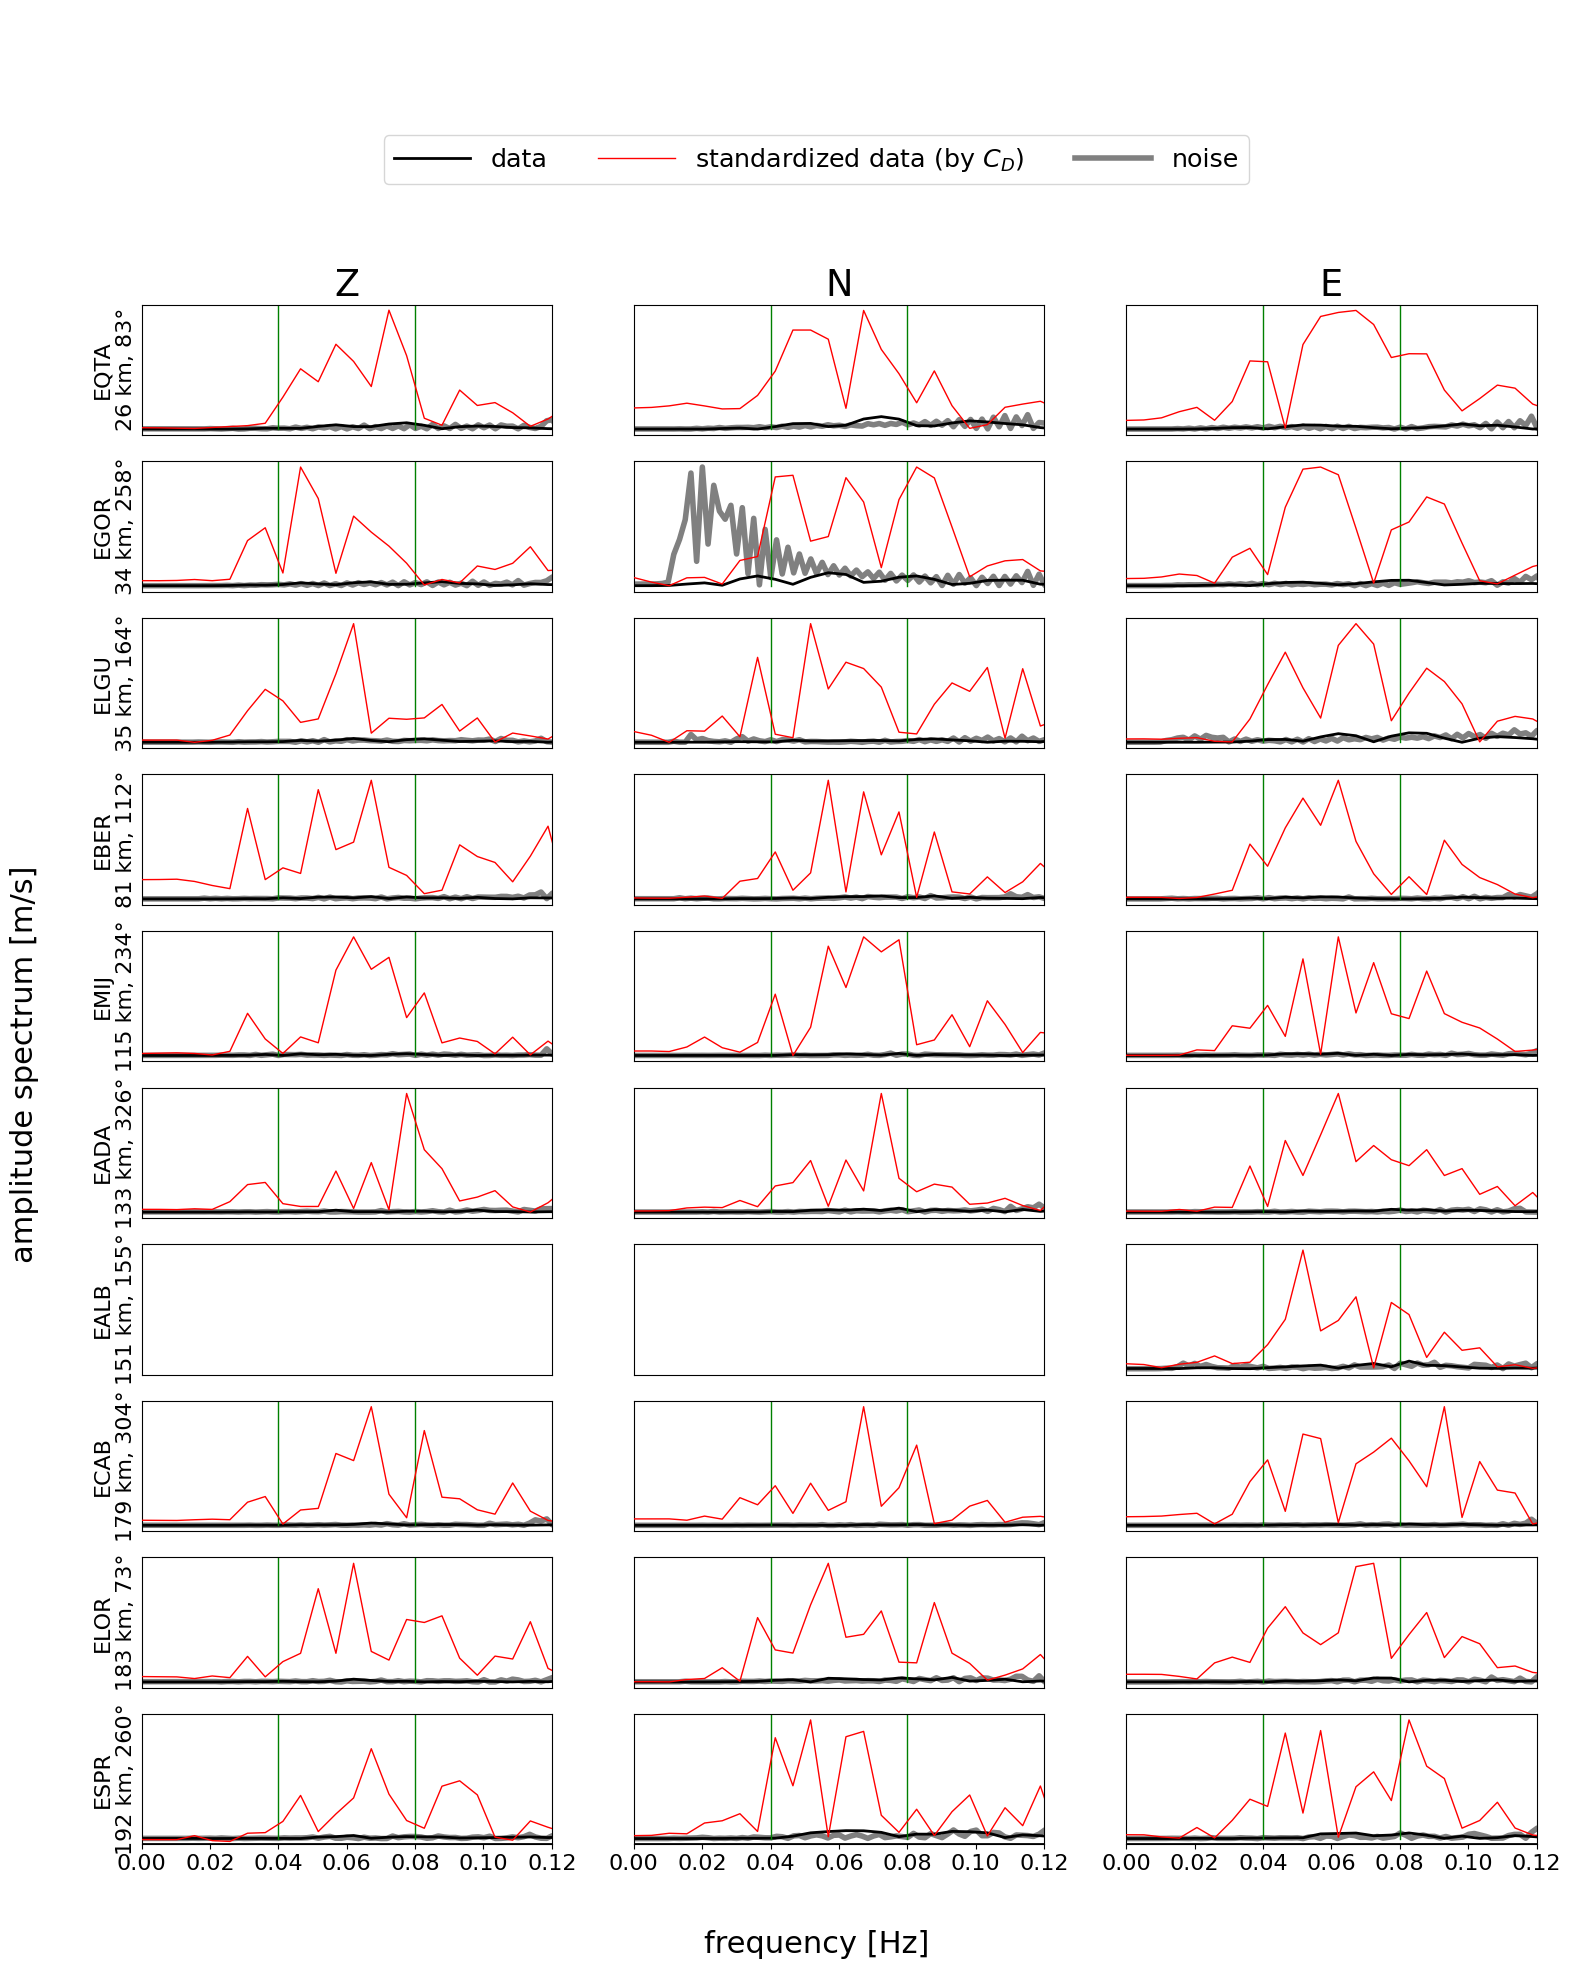 data standardized data (by C_D) noise
Z N E
EQTA
26 km, 83°
EGOR
34 km, 258°
ELGU
35 km, 164°
EBER
81 km, 112°
EMIJ
115 km, 234°
EADA
133 km, 326°
EALB
151 km, 155°
ECAB
179 km, 304°
ELOR
183 km, 73°
ESPR
192 km, 260°
amplitude spectrum [m/s]
0.00 0.02 0.04 0.06 0.08 0.10 0.12 0.00 0.02 0.04 0.06 0.08 0.10 0.12 0.00 0.02 0.04 0.06 0.08 0.10 0.12
frequency [Hz]